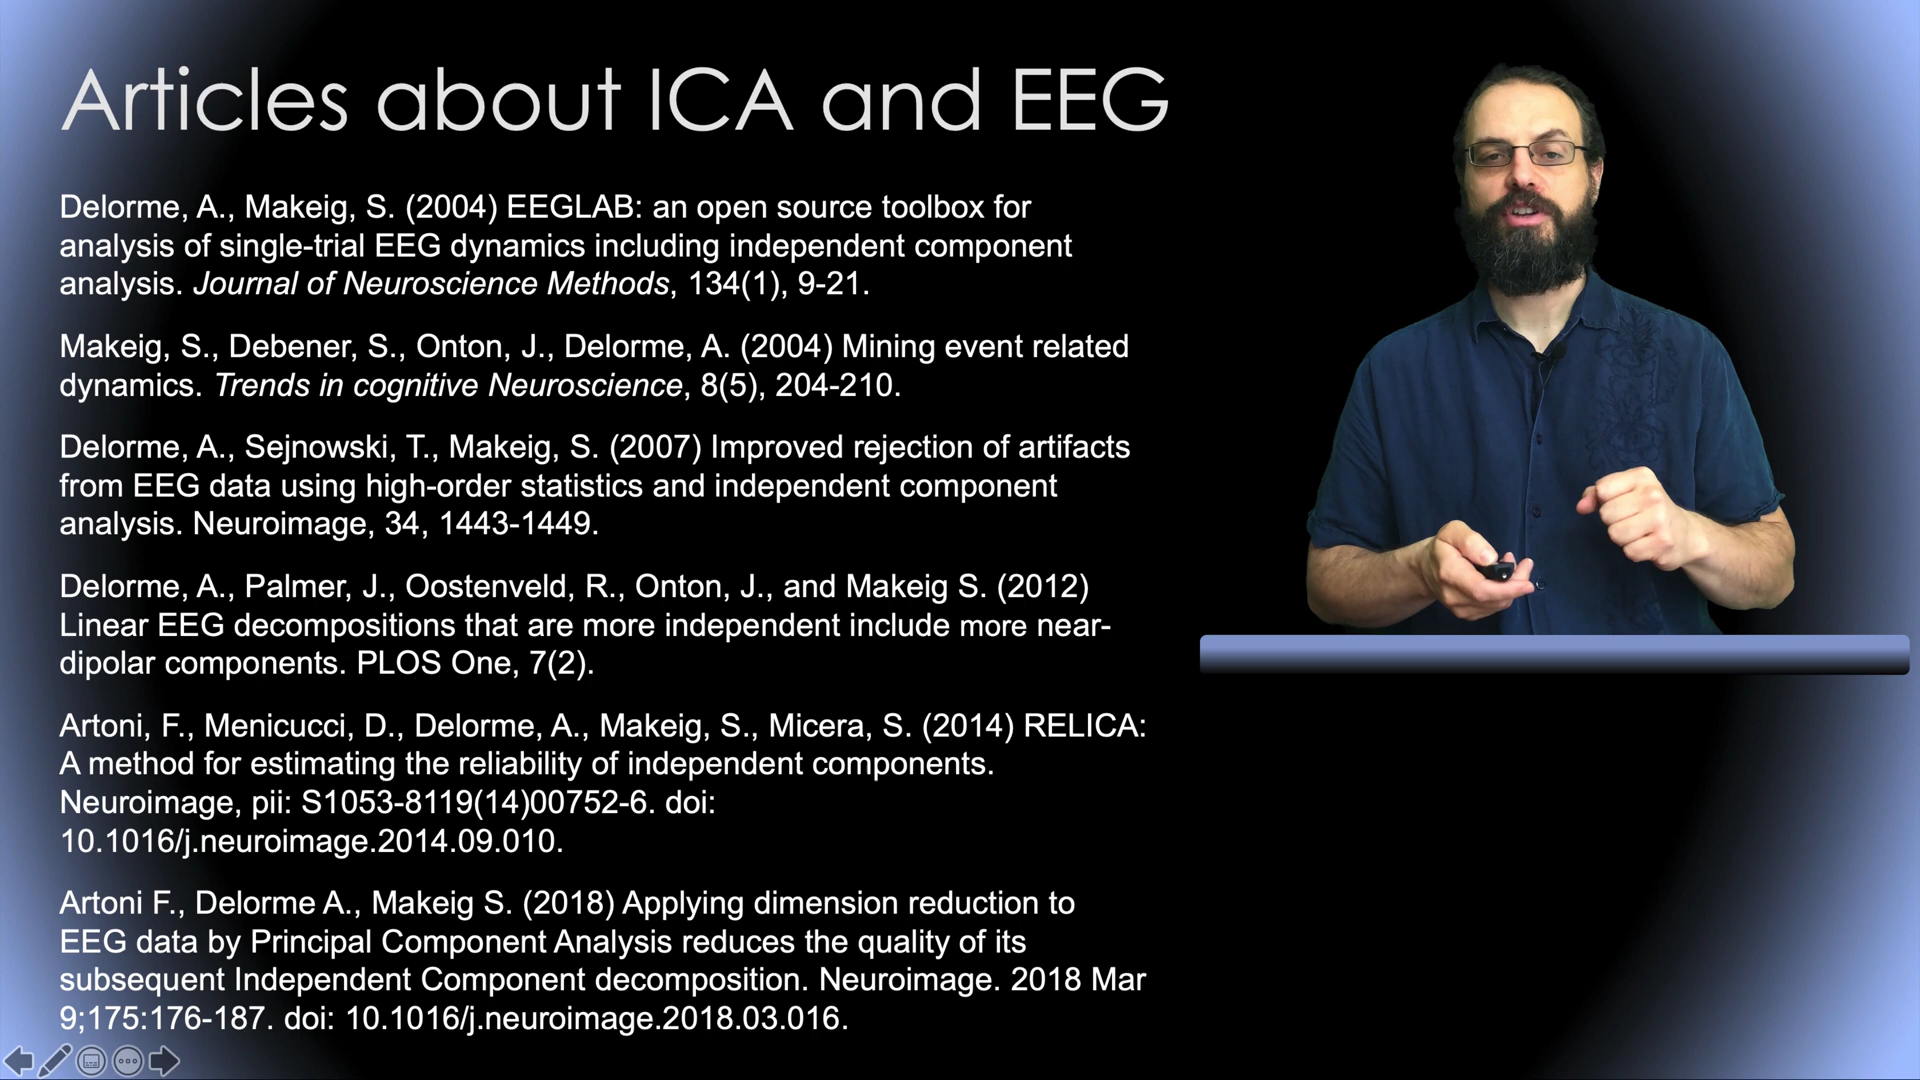 Articles about ICA and EEG
Delorme, A., Makeig, S. (2004) EEGLAB: an open source toolbox for
analysis of single-trial EEG dynamics including independent component
analysis. Journal of Neuroscience Methods, 134(1), 9-21.
Makeig, S., Debener, S., Onton, J., Delorme, A. (2004) Mining event related
dynamics. Trends in cognitive Neuroscience, 8(5), 204-210.
Delorme, A., Sejnowski, T., Makeig, S. (2007) Improved rejection of artifacts
from EEG data using high-order statistics and independent component
analysis. Neuroimage, 34, 1443-1449.
Delorme, A., Palmer, J., Oostenveld, R., Onton, J., and Makeig S. (2012)
Linear EEG decompositions that are more independent include more near-
dipolar components. PLOS One, 7(2).
Artoni, F., Menicucci, D., Delorme, A., Makeig, S., Micera, S. (2014) RELICA:
A method for estimating the reliability of independent components.
Neuroimage, pii: S1053-8119(14)00752-6. doi:
10.1016/j.neuroimage.2014.09.010.
Artoni F., Delorme A., Makeig S. (2018) Applying dimension reduction to
EEG data by Principal Component Analysis reduces the quality of its
subsequent Independent Component decomposition. Neuroimage. 2018 Mar
9;175:176-187. doi: 10.1016/j.neuroimage.2018.03.016.